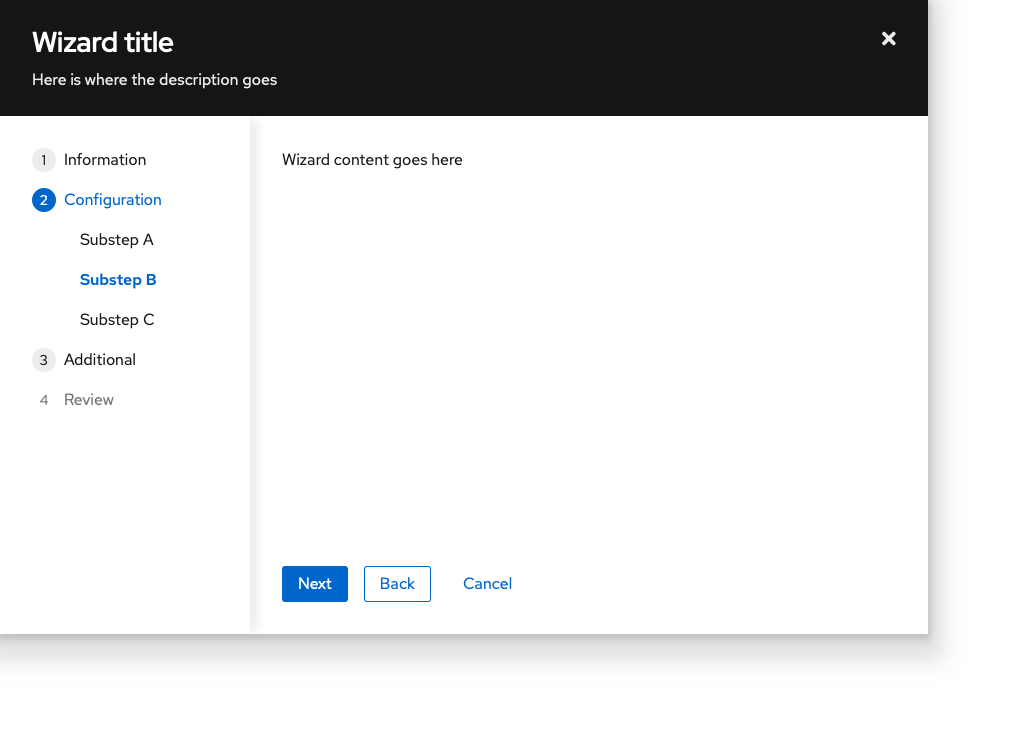 Wizard title
Here is where the description goes
1 Information
2 Configuration
Substep A
Substep B
Substep C
3 Additional
4 Review
Wizard content goes here
Next Back Cancel